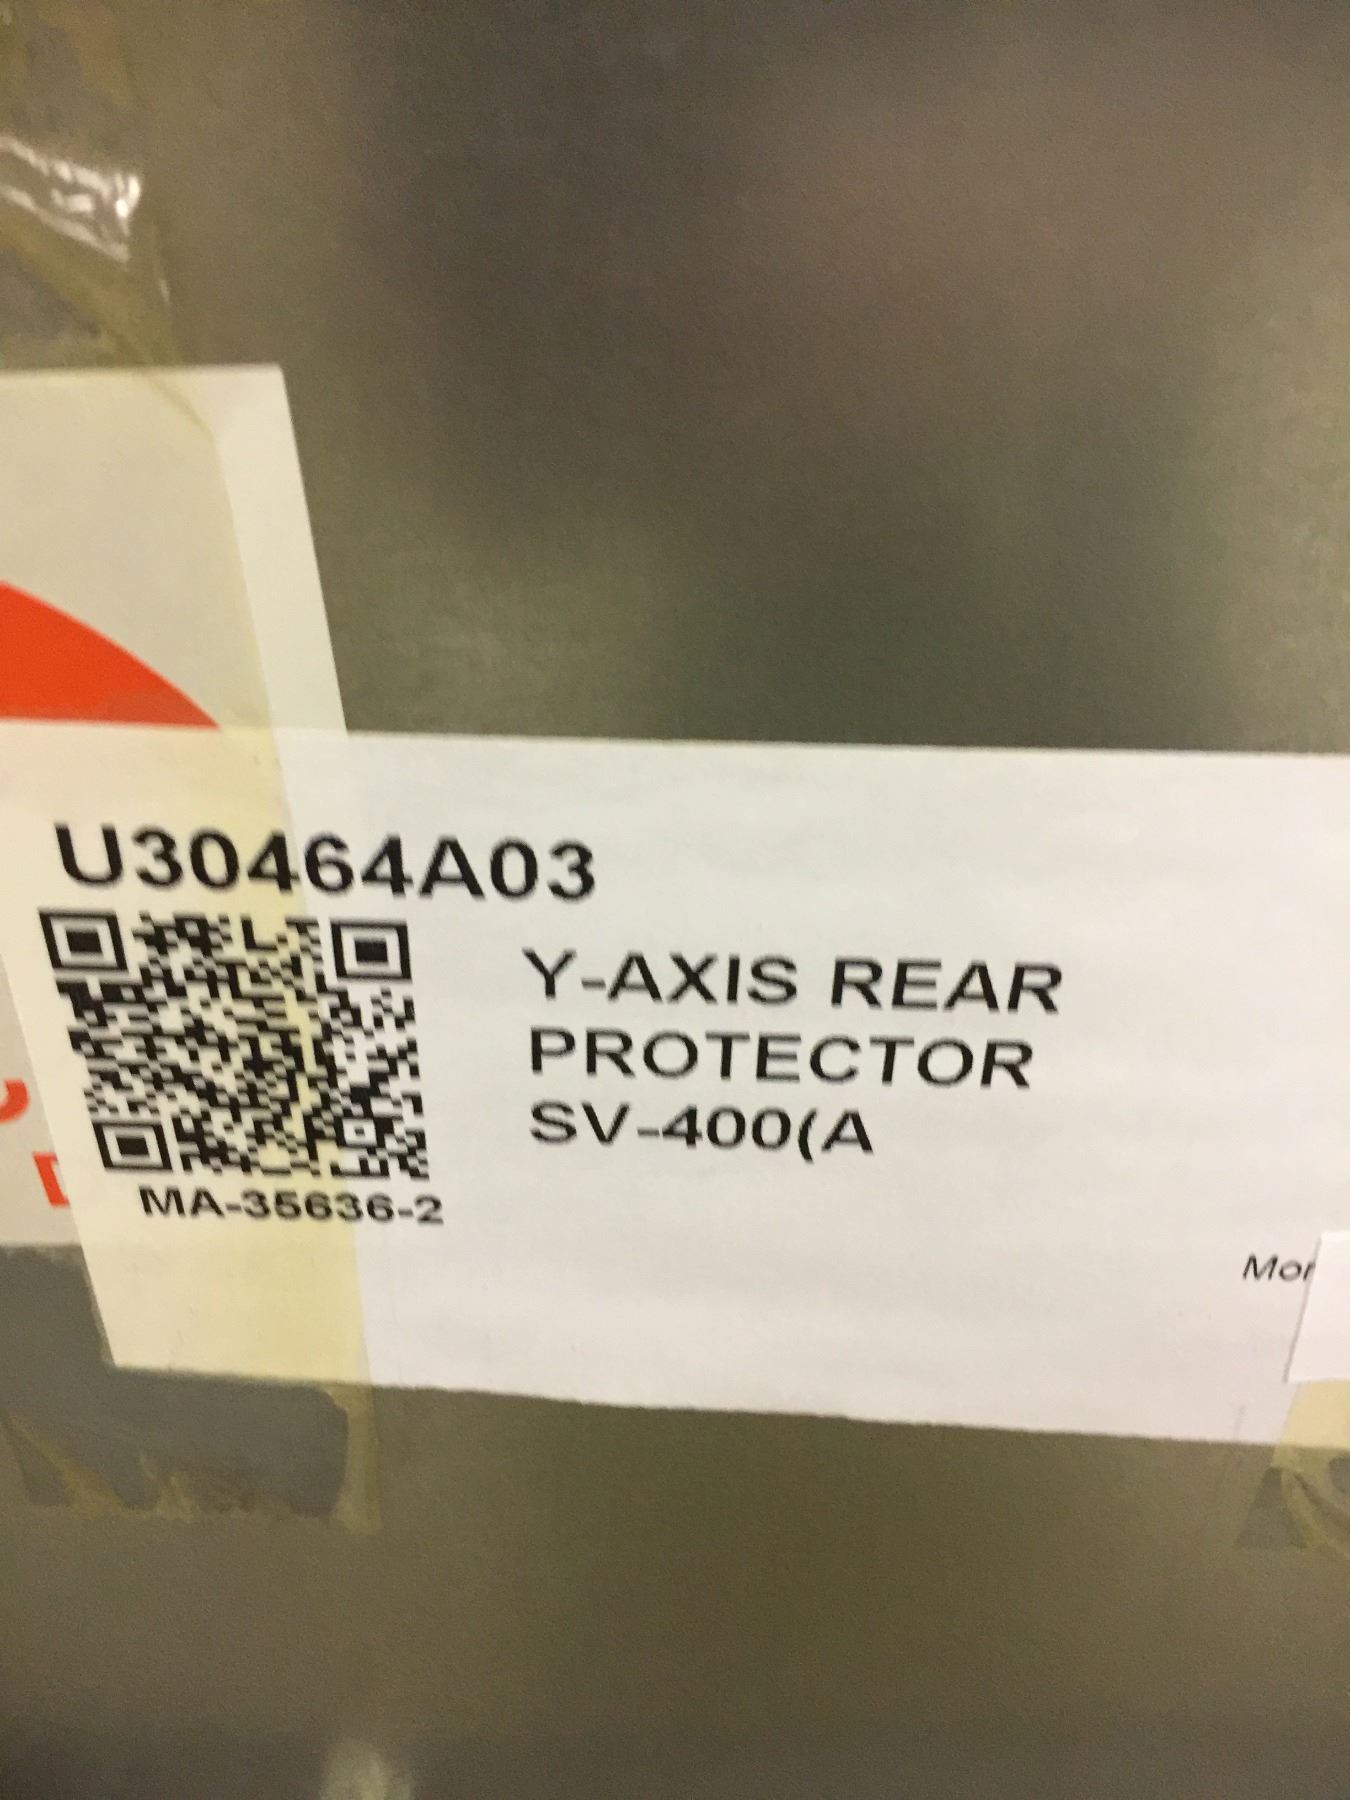 U30464A03
Y-AXIS REAR
PROTECTOR
SV-400(A
MA-35636-2